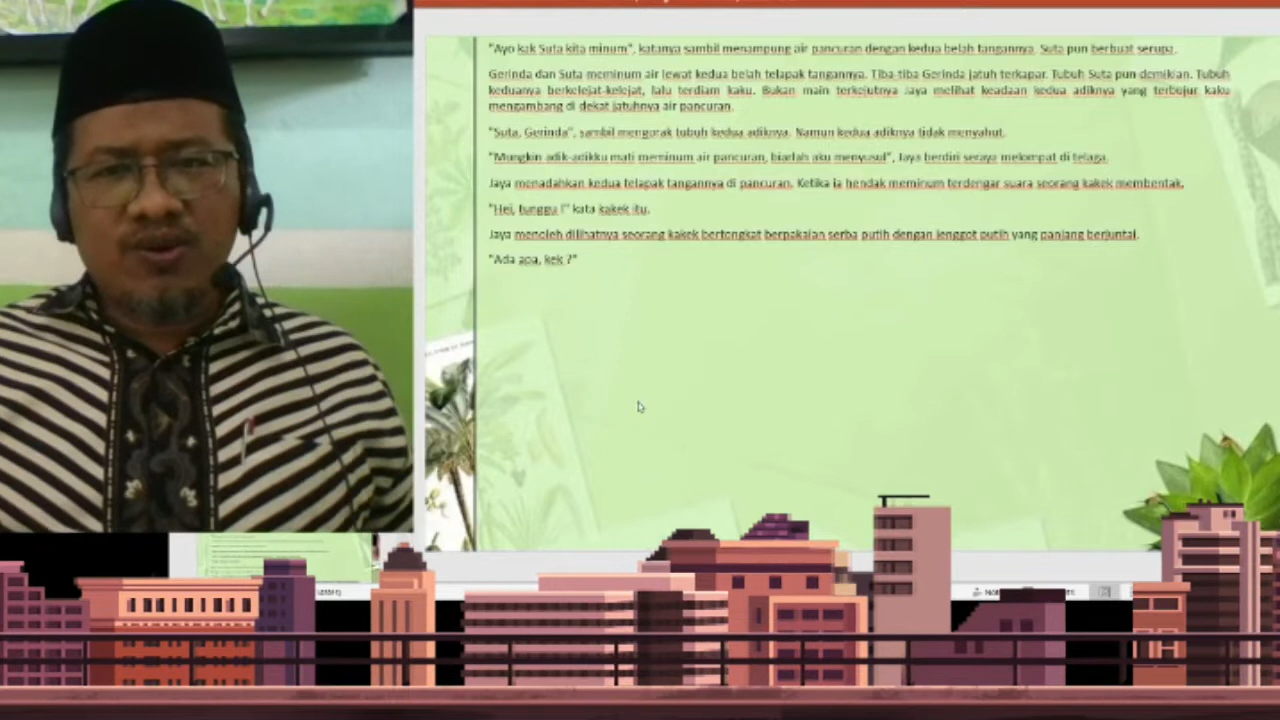 "Ayo kak Suta kita minum", katanya sambil menampung air pancuran dengan kedua belah tangannya. Suta pun berbuat serupa.
Gerinda dan Suta meminum air lewat kedua belah telapak tangannya. Tiba-tiba Gerinda jatuh terkapar. Tubuh Suta pun demikian. Tubuh
keduanya berkelejat-kelejat, lalu terdiam kaku. Bukan main terkejutnya Jaya melihat keadaan kedua adiknya yang terbujur kaku
mengambang di dekat jatuhnya air pancuran.
"Suta, Gerinda", sambil mengorak tubuh kedua adiknya. Namun kedua adiknya tidak menyahut.
"Mungkin adik-adikku mati meminum air pancuran, biarlah aku menyusul", Jaya berdiri seraya melompat di telaga.
Jaya menadahkan kedua telapak tangannya di pancuran. Ketika ia hendak meminum terdengar suara seorang kakek membentak.
"Hei, tunggu !" kata kakek itu.
Jaya menoleh dilihatnya seorang kakek bertongkat berpakaian serba putih dengan jenggot putih yang panjang berjuntai.
"Ada apa, kek ?"